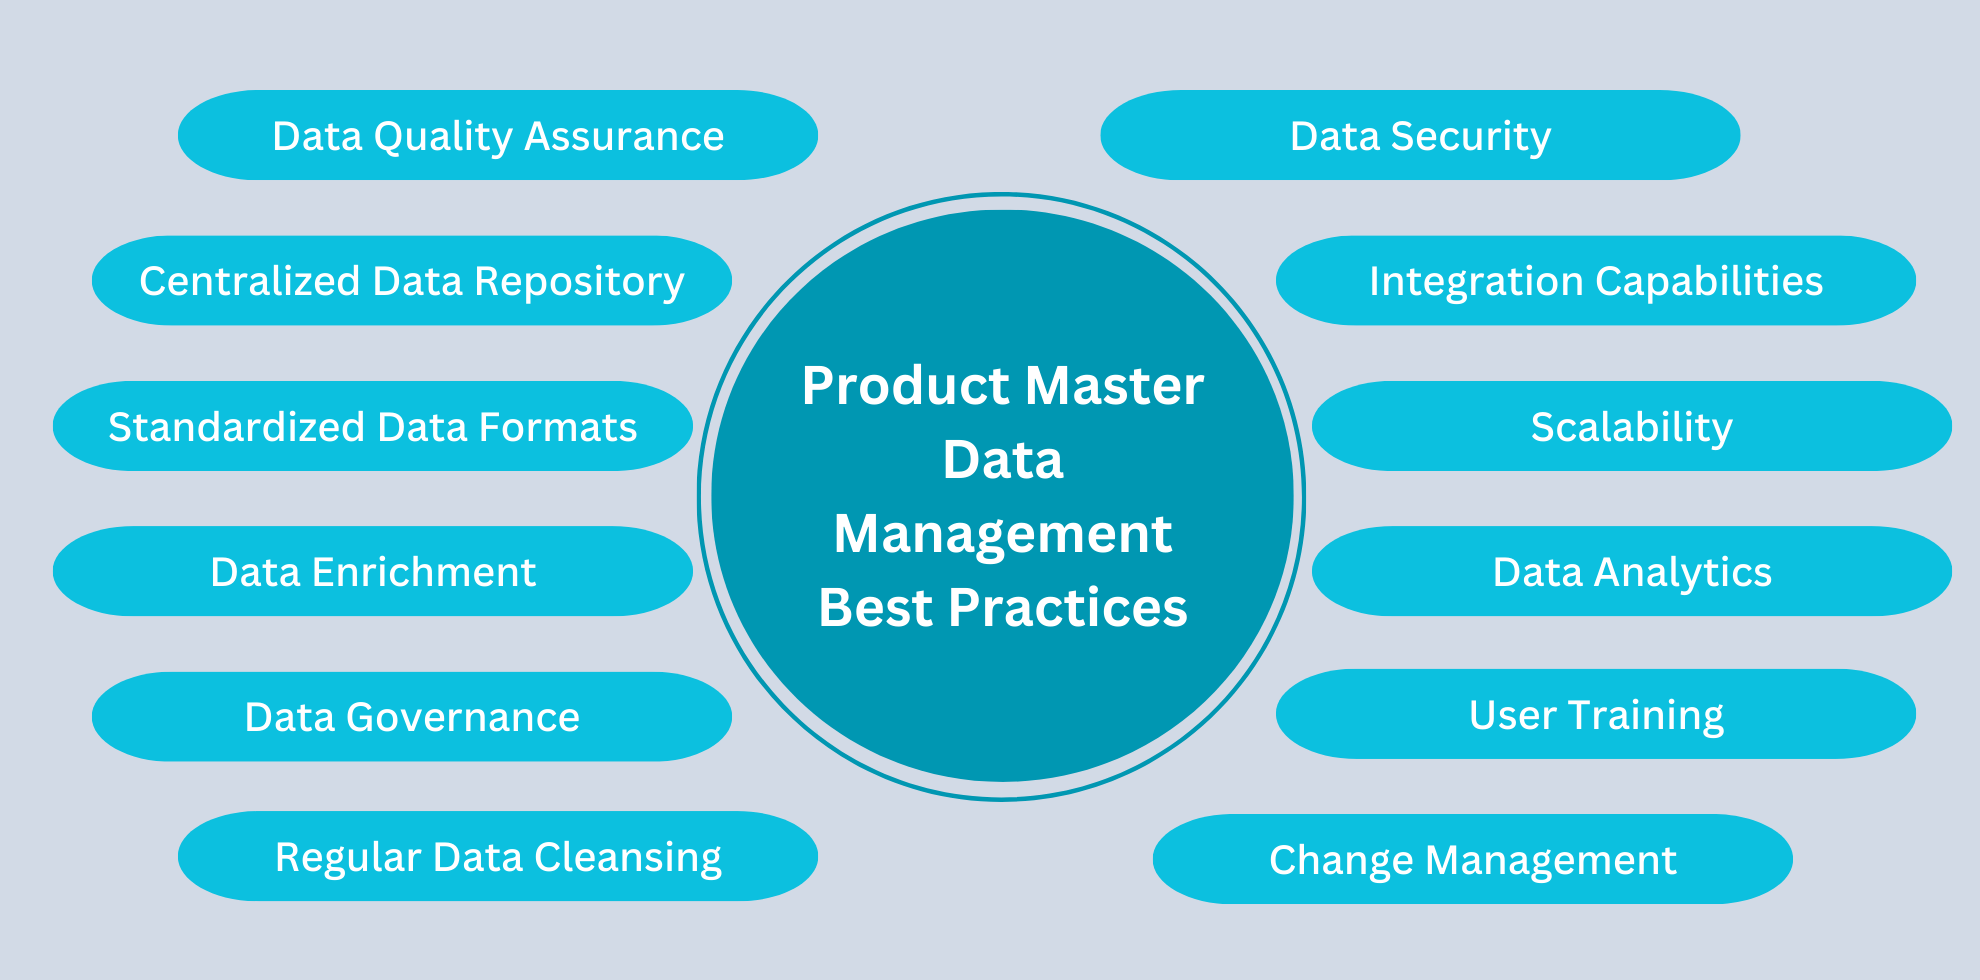 Data Quality Assurance
Centralized Data Repository
Standardized Data Formats
Data Enrichment
Data Governance
Regular Data Cleansing
Product Master
Data
Management
Best Practices
Data Security
Integration Capabilities
Scalability
Data Analytics
User Training
Change Management